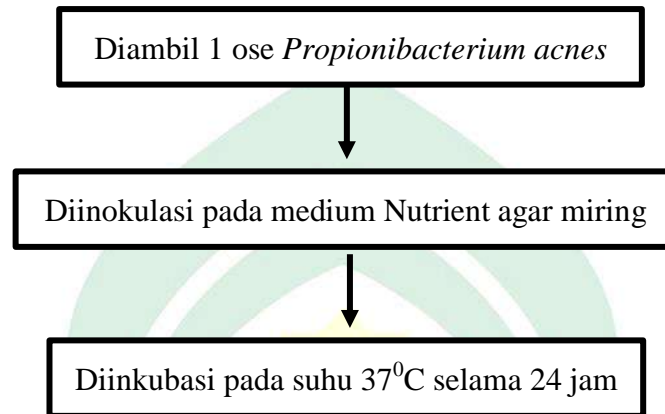 Diambil 1 ose Propionibacterium acnes
Diinokulasi pada medium Nutrient agar miring
Diinkubasi pada suhu 37⁰C selama 24 jam